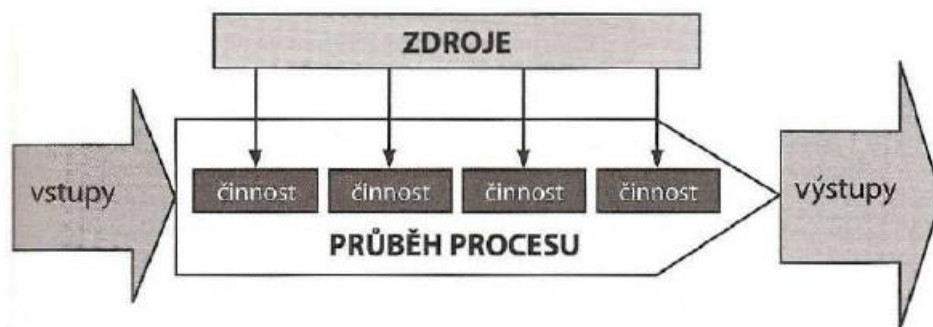 ZDROJE
vstupy
činnost
činnost
činnost
činnost
výstupy
PRŮBĚH PROCESU